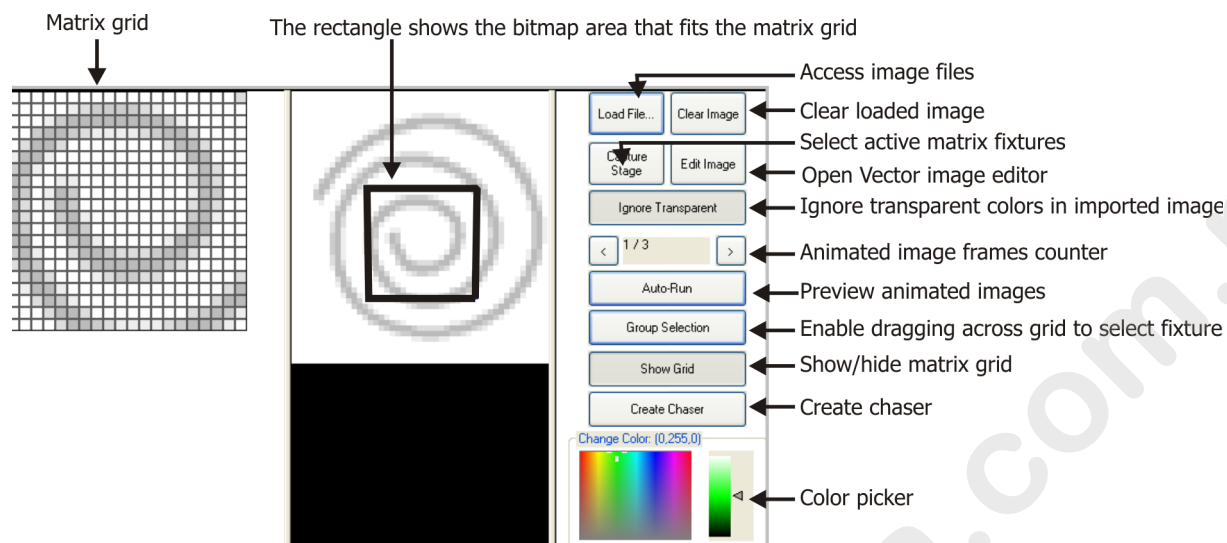 Matrix grid
The rectangle shows the bitmap area that fits the matrix grid
Access image files
Load File...
Clear Image
Clear loaded image
Select active matrix fixtures
Capture
Stage
Edit Image
Open Vector image editor
Ignore Transparent
Ignore transparent colors in imported image
<
1 / 3
>
Animated image frames counter
Auto-Run
Preview animated images
Group Selection
Enable dragging across grid to select fixture
Show Grid
Show/hide matrix grid
Create Chaser
Create chaser
Change Color: (0,255,0)
Color picker
.com.